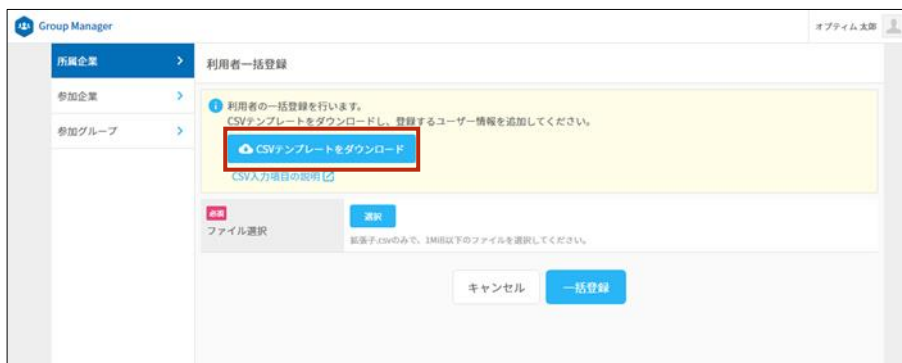 Group Manager
オプティム 太郎
所属企業
利用者一括登録
参加企業
参加グループ
利用者の一括登録を行います。
CSVテンプレートをダウンロードし、登録するユーザー情報を追加してください。
CSVテンプレートをダウンロード
CSV入力項目の説明
必須
ファイル選択
選択
拡張子.csvのみで、1MiB以下のファイルを選択してください。
キャンセル
一括登録